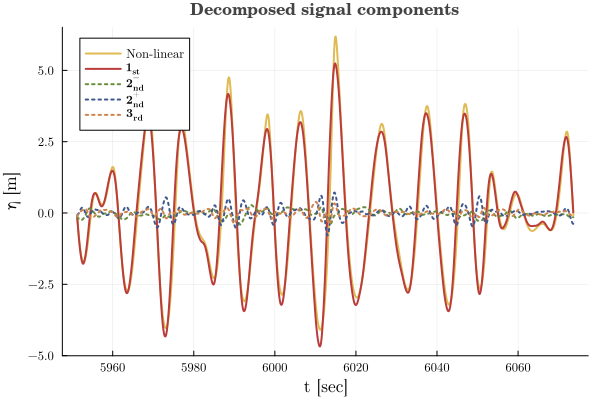 Decomposed signal components
Non-linear
1st
2nd-
2nd+
3rd
5.0
2.5
0.0
−2.5
−5.0
η [m]
5960 5980 6000 6020 6040 6060
t [sec]